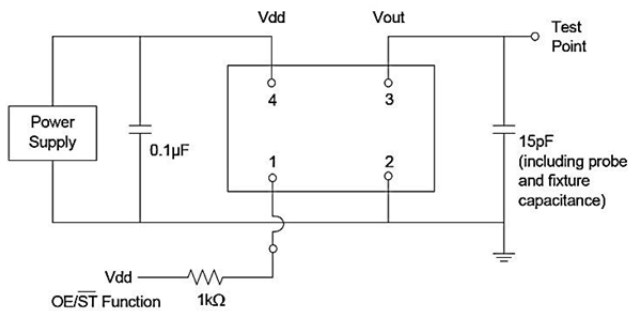 Vdd
Vout
Test
Point
4
3
Power
Supply
0.1µF
1
2
15pF
(including probe
and fixture
capacitance)
Vdd
OE/S̅T̅ Function
1kΩ